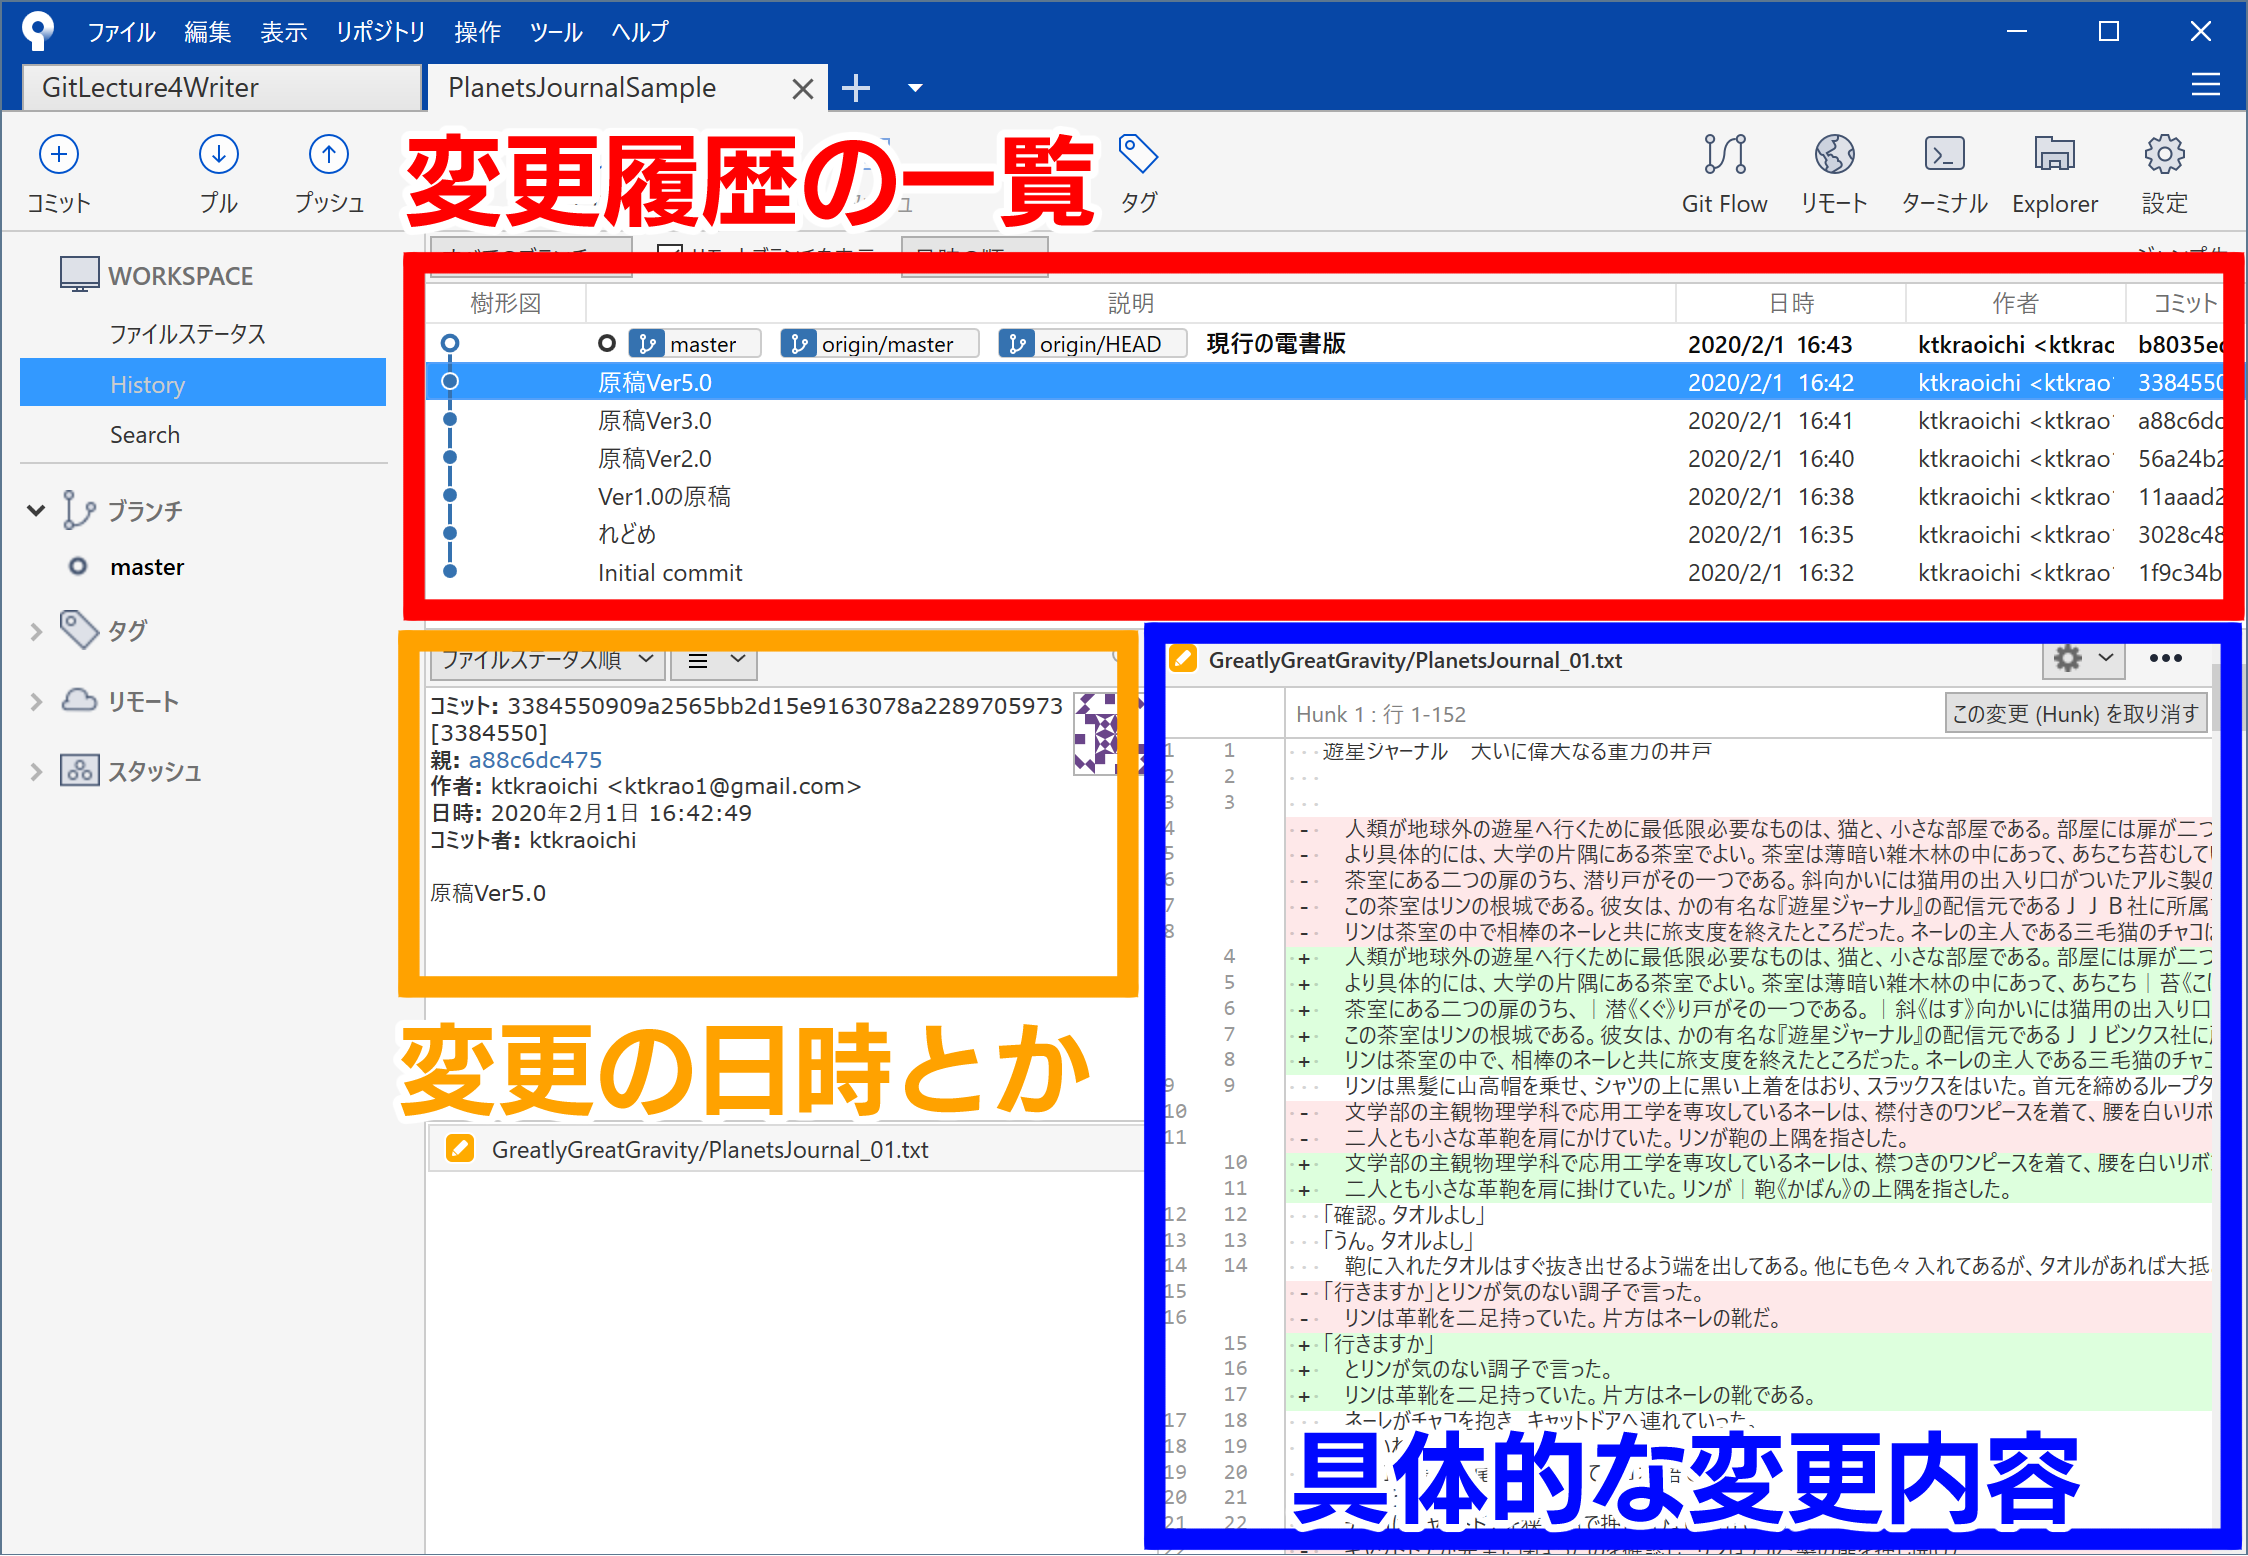 ファイル 編集 表示 リポジトリ 操作 ツール ヘルプ
GitLecture4Writer PlanetsJournalSample
コミット プル プッシュ タグ Git Flow リモート ターミナル Explorer 設定
変更履歴の一覧
WORKSPACE
ファイルステータス
History
Search
ブランチ
master
タグ
リモート
スタッシュ
樹形図 説明 日時 作者 コミット
master origin/master origin/HEAD 現行の電書版 2020/2/1 16:43 ktkraoichi <ktkrao b8035e
原稿Ver5.0 2020/2/1 16:42 ktkraoichi <ktkrao 3384550
原稿Ver3.0 2020/2/1 16:41 ktkraoichi <ktkrao a88c6dc
原稿Ver2.0 2020/2/1 16:40 ktkraoichi <ktkrao 56a24b2
Ver1.0の原稿 2020/2/1 16:38 ktkraoichi <ktkrao 11aaad2
れどめ 2020/2/1 16:35 ktkraoichi <ktkrao 3028c48
Initial commit 2020/2/1 16:32 ktkraoichi <ktkrao 1f9c34b
ファイルステータス順
コミット: 3384550909a2565bb2d15e9163078a2289705973
[3384550]
親: a88c6dc475
作者: ktkraoichi <ktkrao1@gmail.com>
日時: 2020年2月1日 16:42:49
コミット者: ktkraoichi
原稿Ver5.0
変更の日時とか
GreatlyGreatGravity/PlanetsJournal_01.txt
GreatlyGreatGravity/PlanetsJournal_01.txt
Hunk 1 : 行 1-152 この変更 (Hunk) を取り消す
1 1 遊星ジャーナル　大いに偉大なる重力の井戸
2 2
3 3
4 - 人類が地球外の遊星へ行くために最低限必要なものは、猫と、小さな部屋である。部屋には扉が二つ
5 - より具体的には、大学の片隅にある茶室でよい。茶室は薄暗い雑木林の中にあって、あちこち苔むして
6 - 茶室にある二つの扉のうち、潜り戸がその一つである。斜向かいには猫用の出入り口がついたアルミ製の
7 - この茶室はリンの根城である。彼女は、かの有名な『遊星ジャーナル』の配信元であるＪＪＢ社に所属
8 - リンは茶室の中で相棒のネーレと共に旅支度を終えたところだった。ネーレの主人である三毛猫のチャコは
4 + 人類が地球外の遊星へ行くために最低限必要なものは、猫と、小さな部屋である。部屋には扉が二つ
5 + より具体的には、大学の片隅にある茶室でよい。茶室は薄暗い雑木林の中にあって、あちこち｜苔《こ
6 + 茶室にある二つの扉のうち、｜潜《くぐ》り戸がその一つである。｜斜《はす》向かいには猫用の出入り口
7 + この茶室はリンの根城である。彼女は、かの有名な『遊星ジャーナル』の配信元であるＪＪビンクス社に
8 + リンは茶室の中で、相棒のネーレと共に旅支度を終えたところだった。ネーレの主人である三毛猫のチャコ
9 9 リンは黒髪に山高帽を乗せ、シャツの上に黒い上着をはおり、スラックスをはいた。首元を締めるループタ
10 - 文学部の主観物理学科で応用工学を専攻しているネーレは、襟付きのワンピースを着て、腰を白いリボ
11 - 二人とも小さな革鞄を肩にかけていた。リンが鞄の上隅を指さした。
10 + 文学部の主観物理学科で応用工学を専攻しているネーレは、襟つきのワンピースを着て、腰を白いリボ
11 + 二人とも小さな革鞄を肩に掛けていた。リンが｜鞄《かばん》の上隅を指さした。
12 12 「確認。タオルよし」
13 13 「うん。タオルよし」
14 14 鞄に入れたタオルはすぐ抜き出せるよう端を出してある。他にも色々入れてあるが、タオルがあれば大抵
15 - 「行きますか」とリンが気のない調子で言った。
16 - リンは革靴を二足持っていた。片方はネーレの靴だ。
15 + 「行きますか」
16 + とリンが気のない調子で言った。
17 + リンは革靴を二足持っていた。片方はネーレの靴である。
17 18 ネーレがチャコを抱き、キャットドアへ連れていった。
18 19
19 20
20 21
21 22
具体的な変更内容